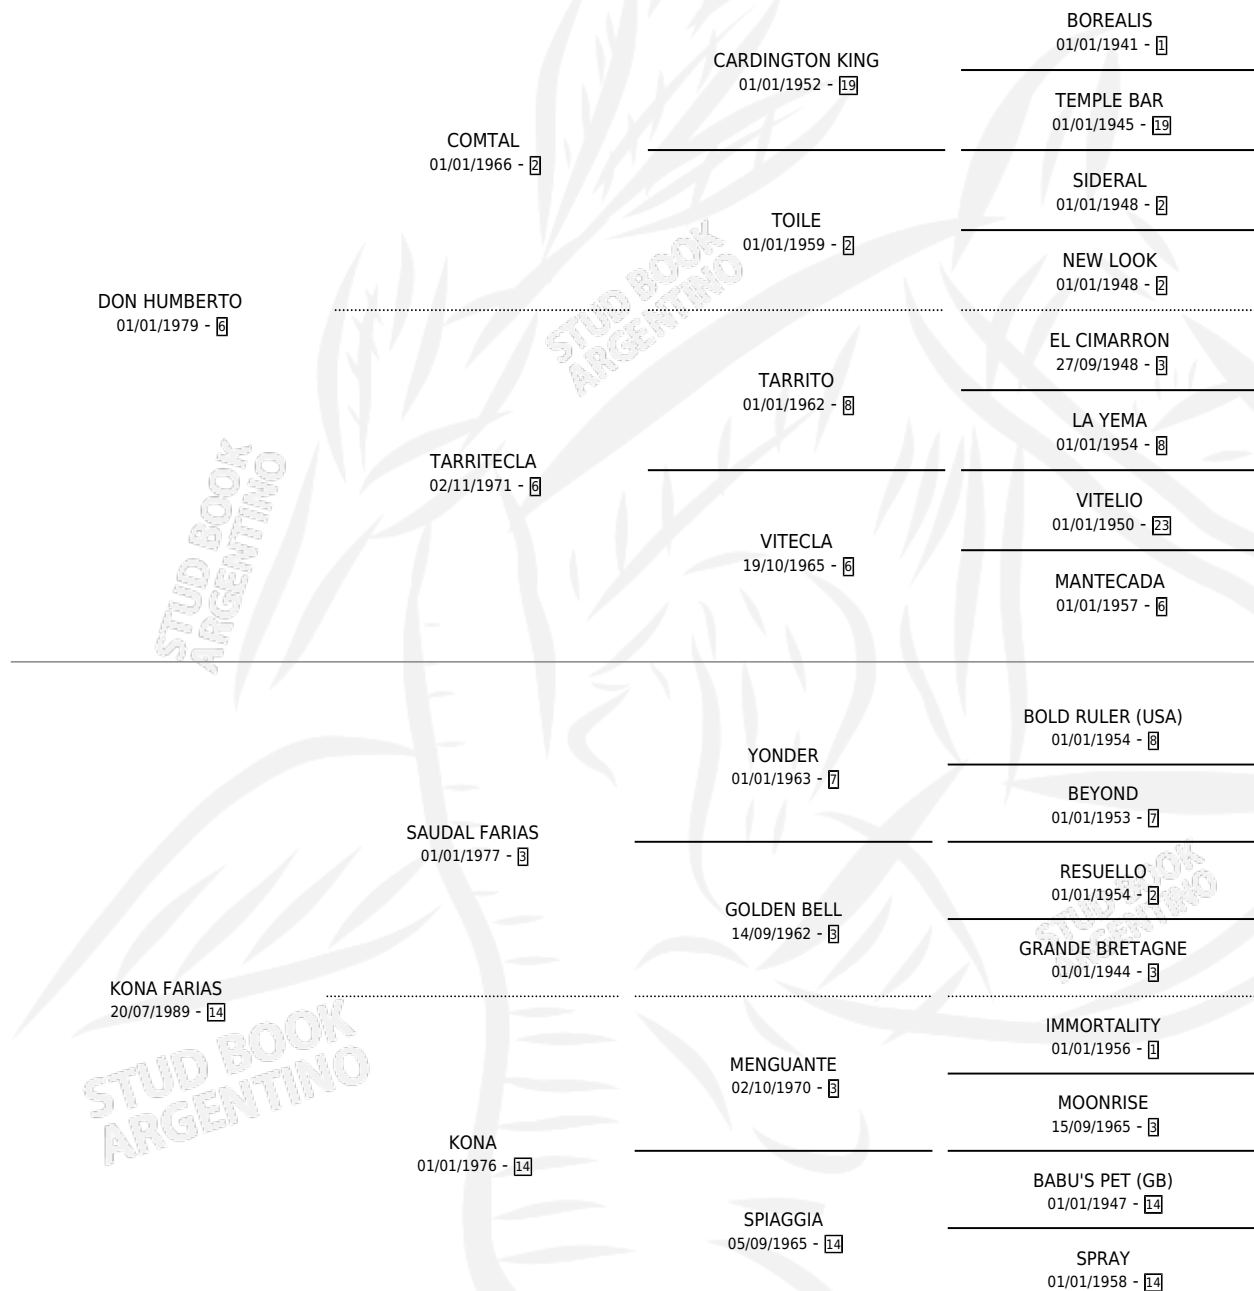 BOREALIS
01/01/1941 - 1
CARDINGTON KING
01/01/1952 - 19
TEMPLE BAR
01/01/1945 - 19
COMTAL
01/01/1966 - 2
SIDERAL
01/01/1948 - 2
TOILE
01/01/1959 - 2
NEW LOOK
01/01/1948 - 2
DON HUMBERTO
01/01/1979 - 6
EL CIMARRON
27/09/1948 - 3
TARRITO
01/01/1962 - 8
LA YEMA
01/01/1954 - 8
TARRITECLA
02/11/1971 - 6
VITELIO
01/01/1950 - 23
VITECLA
19/10/1965 - 6
MANTECADA
01/01/1957 - 6
BOLD RULER (USA)
01/01/1954 - 8
YONDER
01/01/1963 - 7
BEYOND
01/01/1953 - 7
SAUDAL FARIAS
01/01/1977 - 3
RESUELLO
01/01/1954 - 2
GOLDEN BELL
14/09/1962 - 3
GRANDE BRETAGNE
01/01/1944 - 3
KONA FARIAS
20/07/1989 - 14
IMMORTALITY
01/01/1956 - 1
MENGUANTE
02/10/1970 - 3
MOONRISE
15/09/1965 - 3
KONA
01/01/1976 - 14
BABU'S PET (GB)
01/01/1947 - 14
SPIAGGIA
05/09/1965 - 14
SPRAY
01/01/1958 - 14
STUD BOOK
ARGENTINO
STUD BOOK
ARGENTINO
STUD BOOK
ARGENTINO
STUD BOOK
ARGENTINO